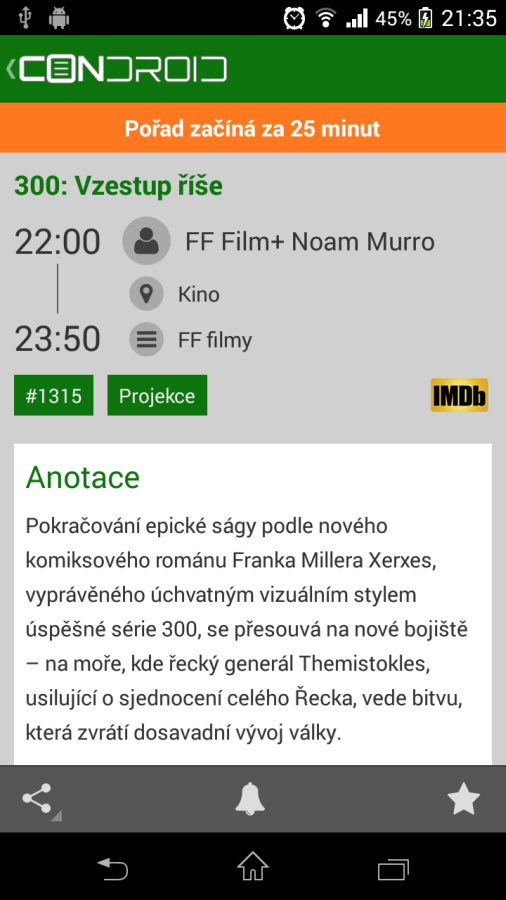 45% 21:35
CONDROID
Pořad začíná za 25 minut
300: Vzestup říše
22:00 FF Film+ Noam Murro
Kino
23:50 FF filmy
#1315 Projekce IMDb
Anotace
Pokračování epické ságy podle nového
komiksového románu Franka Millera Xerxes,
vyprávěného úchvatným vizuálním stylem
úspěšné série 300, se přesouvá na nové bojiště
– na moře, kde řecký generál Themistokles,
usilující o sjednocení celého Řecka, vede bitvu,
která zvrátí dosavadní vývoj války.